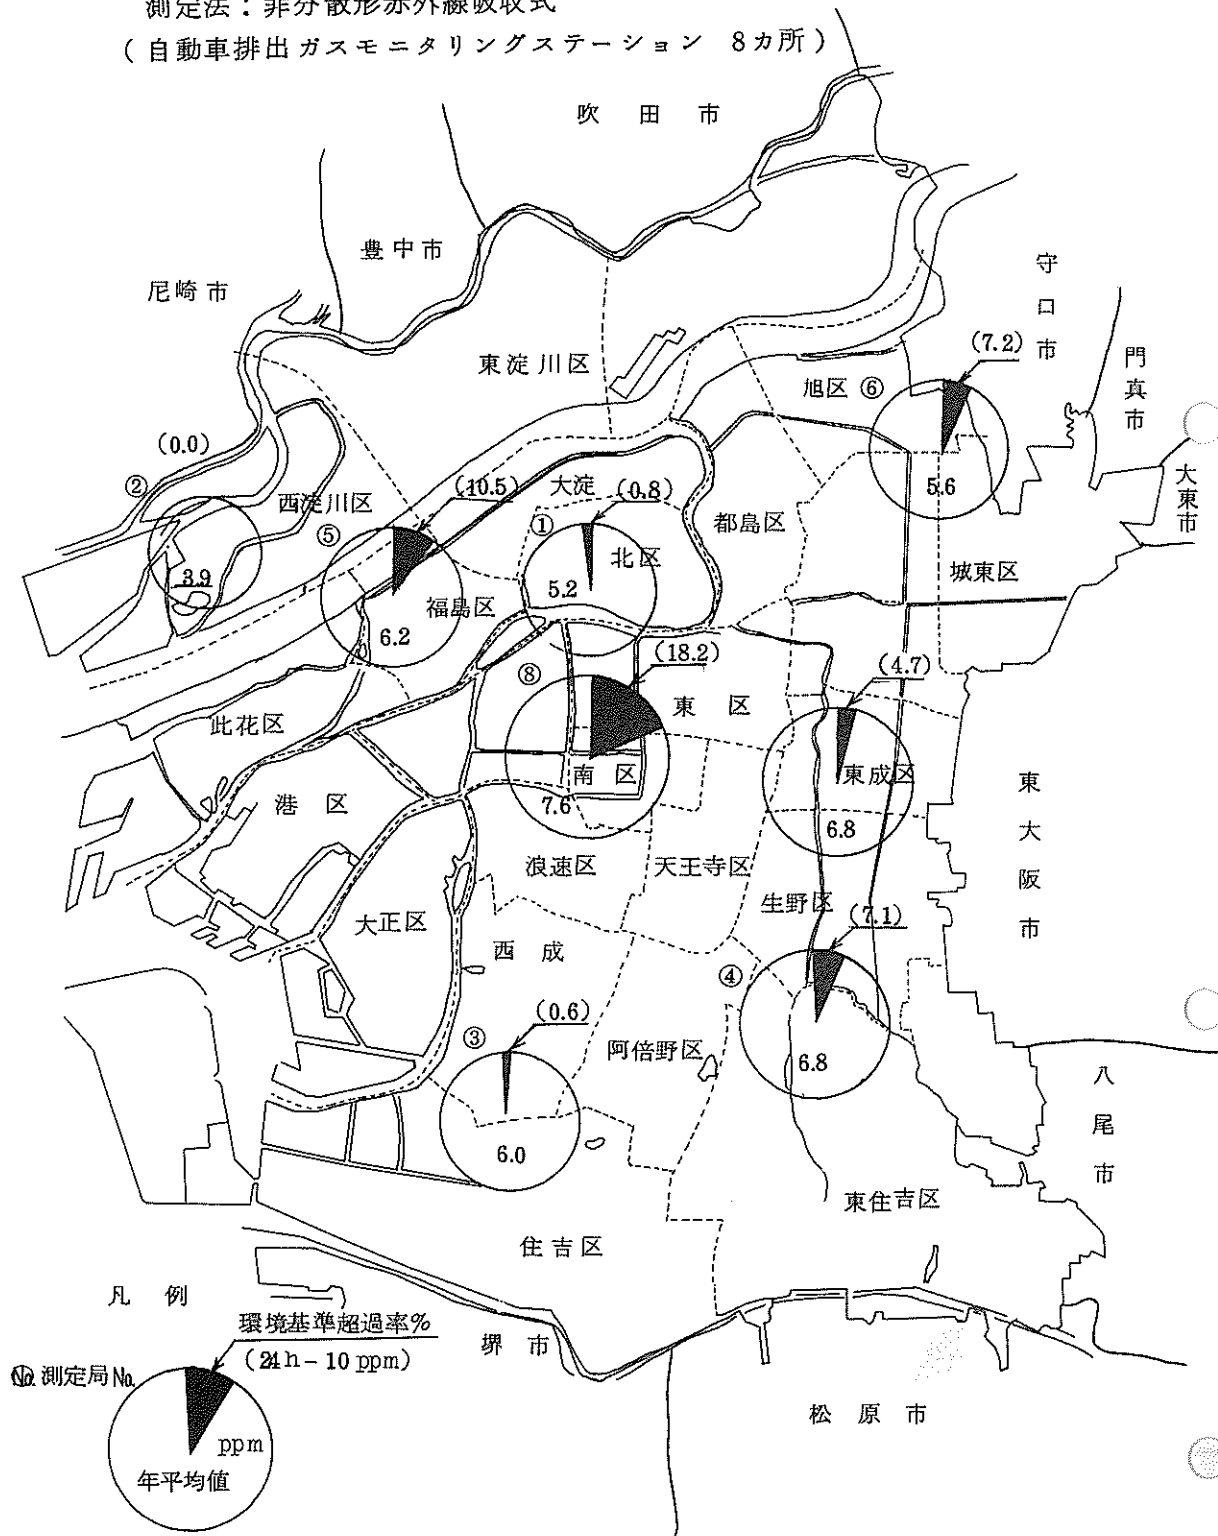 測定法：非分散形赤外線吸収式
（自動車排出ガスモニタリングステーション 8カ所）
吹 田 市
豊中市
尼崎市
守口市
門真市
大東市
東淀川区
旭区 ⑥
(7.2)
5.6
(0.0)
②
3.9
西淀川区
⑤
(10.5)
6.2
大淀
①
(0.8)
北区
5.2
都島区
城東区
福島区
⑧
(18.2)
東 区
南 区
7.6
(4.7)
東成区
6.8
此花区
港 区
東大阪市
浪速区
天王寺区
生野区
大正区
西 成
④
(7.1)
6.8
③
(0.6)
6.0
阿倍野区
八尾市
東住吉区
住吉区
堺 市
松 原 市
凡 例
環境基準超過率%
(24h－10ppm)
測定局No.
ppm
年平均値